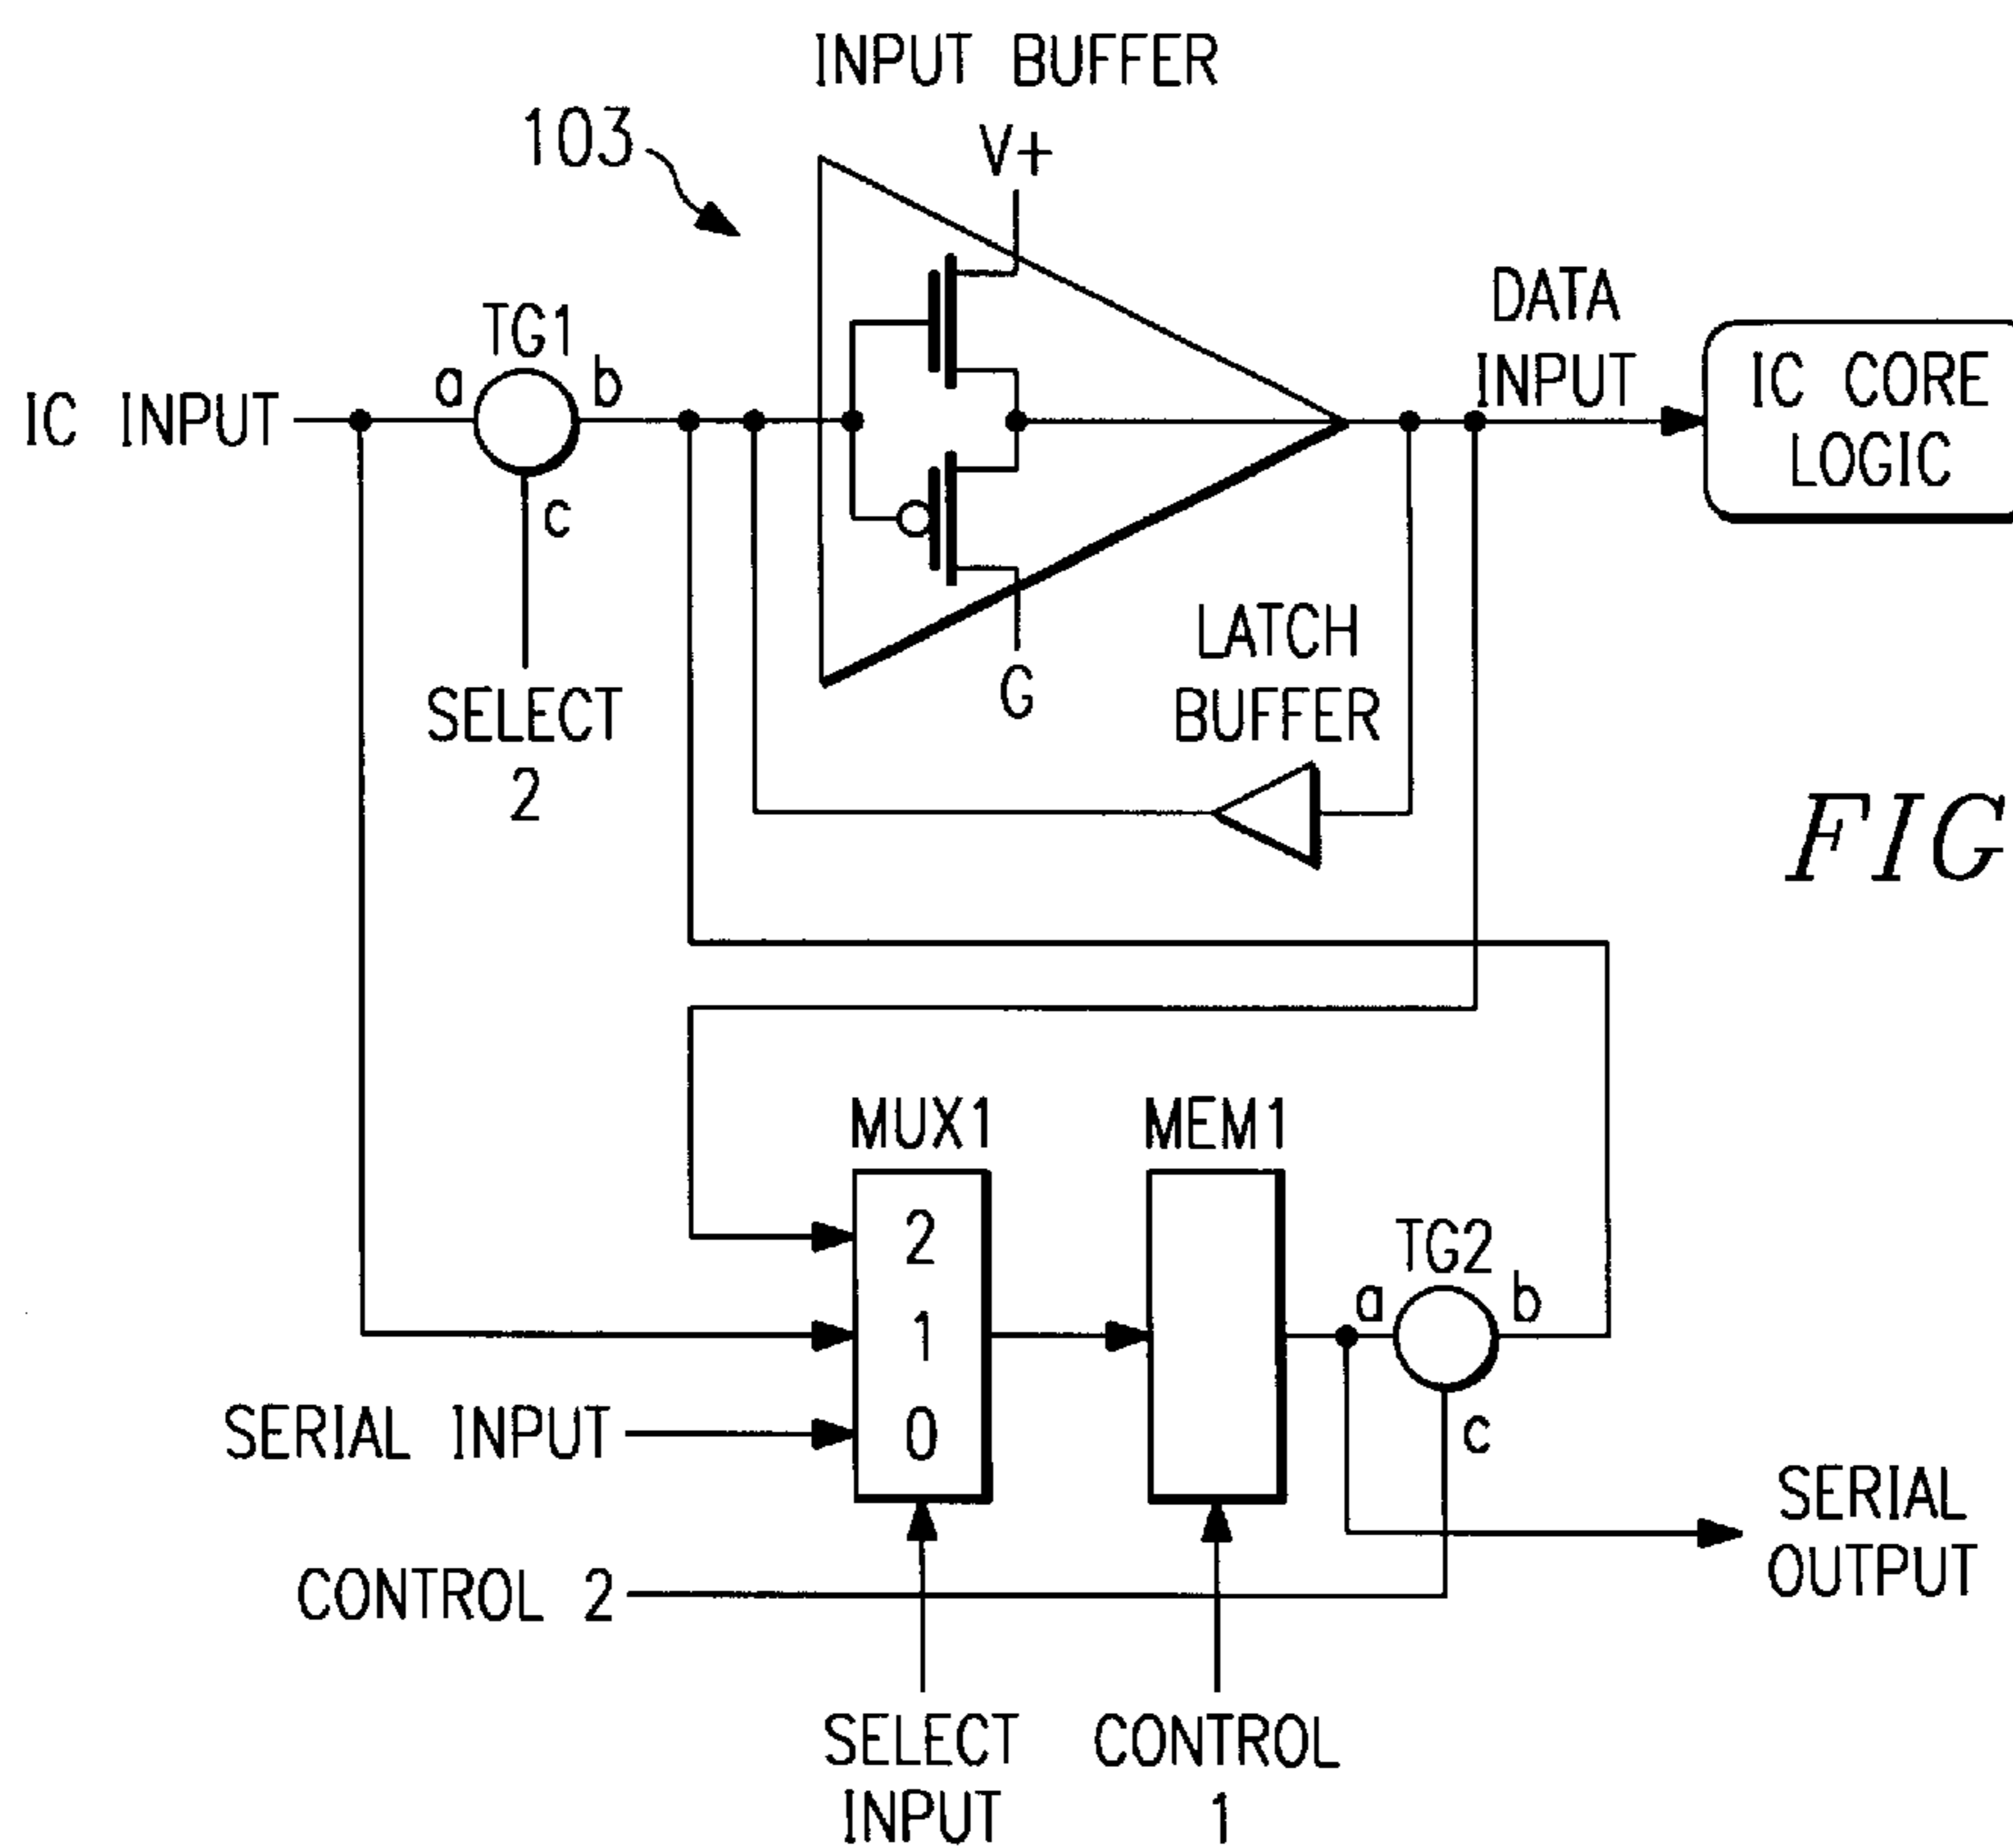 INPUT BUFFER
103
V+
TG1
a
b
c
IC INPUT
SELECT
2
G
DATA
INPUT
IC CORE
LOGIC
LATCH
BUFFER
FIG
MUX1
2
1
0
MEM1
TG2
a
b
c
SERIAL INPUT
SERIAL
OUTPUT
CONTROL 2
SELECT
INPUT
CONTROL
1